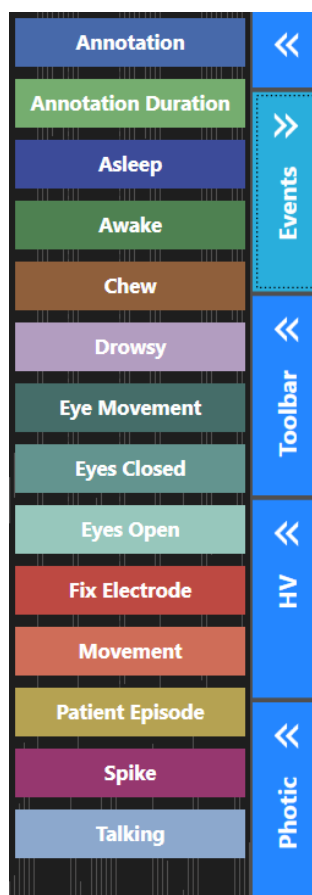 Annotation
Annotation Duration
Asleep
Awake
Chew
Drowsy
Eye Movement
Eyes Closed
Eyes Open
Fix Electrode
Movement
Patient Episode
Spike
Talking
Events
Toolbar
HV
Photic